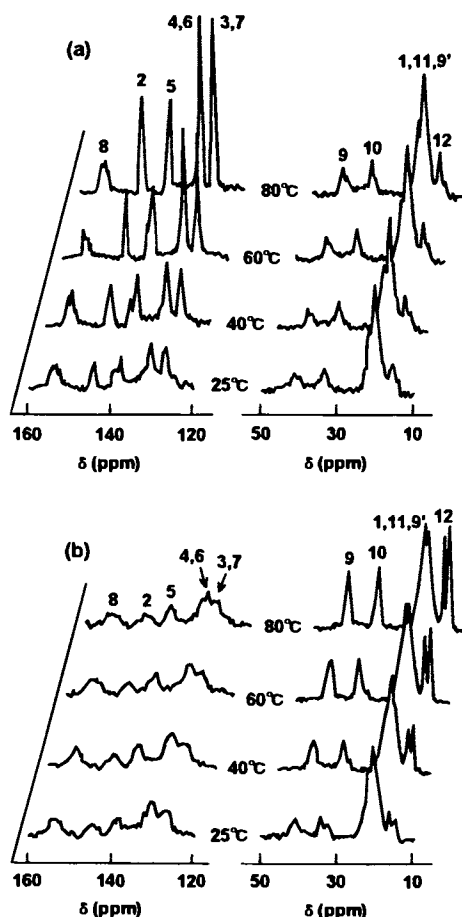 (a)
4,6 3,7
2
5
8
1,11,9'
12
9
10
80°C
60°C
40°C
25°C
160 140 120 50 30 10
δ (ppm) δ (ppm)
(b)
4,6
3,7
8 2 5
1,11,9' 12
9 10
80°C
60°C
40°C
25°C
160 140 120 50 30 10
δ (ppm) δ (ppm)